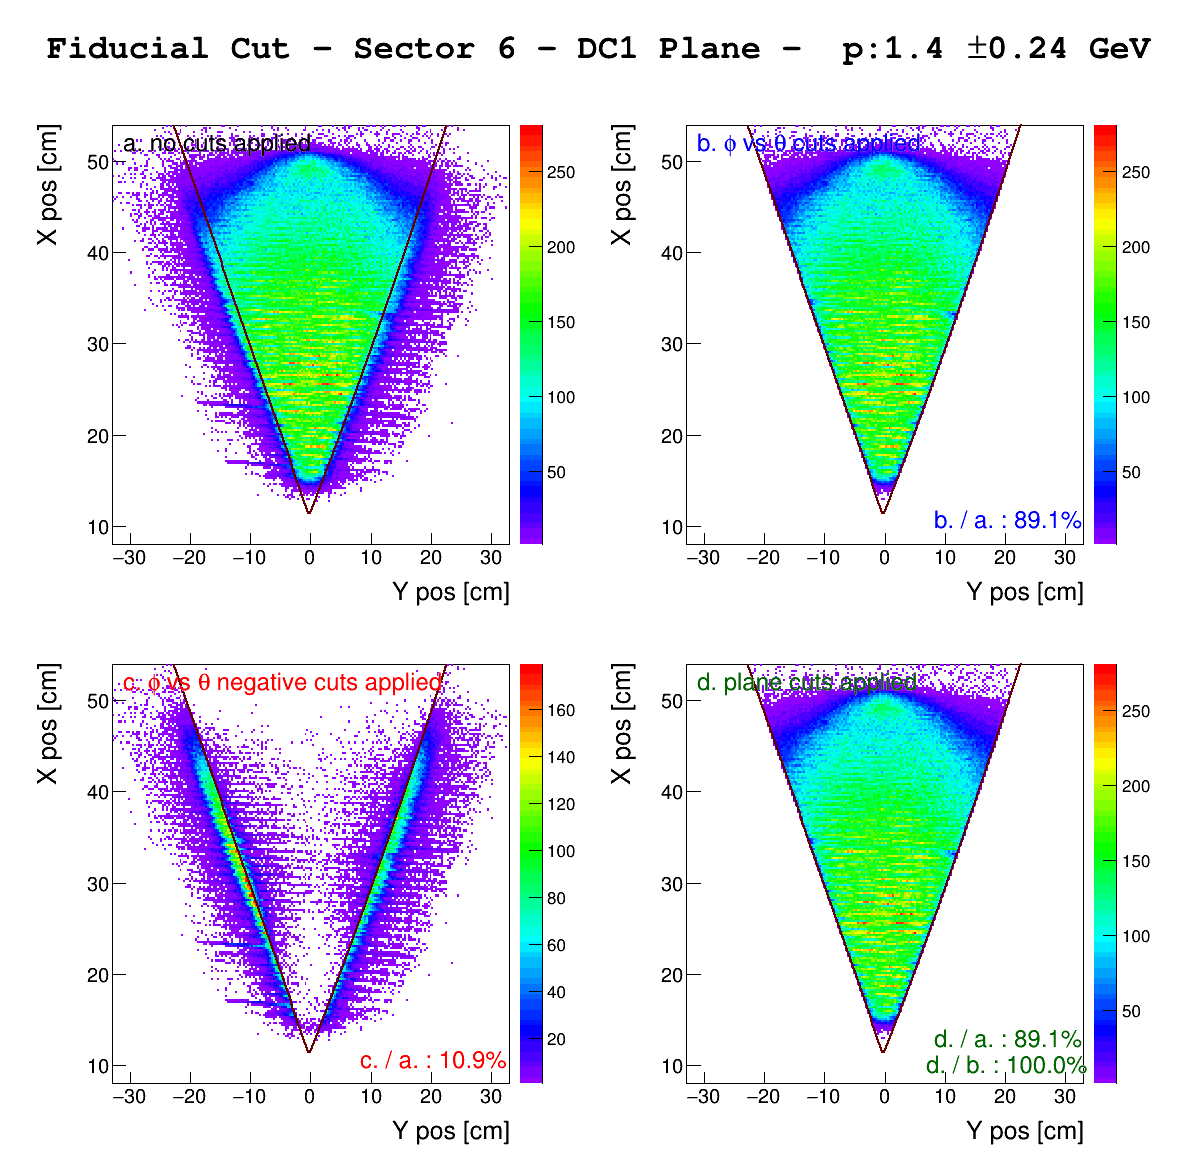 Fiducial Cut – Sector 6 – DC1 Plane – p:1.4 ±0.24 GeV
a: no cuts applied
X pos [cm]
50
40
30
20
10
−30 −20 −10 0 10 20 30
Y pos [cm]
250
200
150
100
50
b. ϕ vs θ cuts applied
X pos [cm]
50
40
30
20
10
b. / a. : 89.1%
−30 −20 −10 0 10 20 30
Y pos [cm]
250
200
150
100
50
c. ϕ vs θ negative cuts applied
X pos [cm]
50
40
30
20
10
c. / a. : 10.9%
−30 −20 −10 0 10 20 30
Y pos [cm]
160
140
120
100
80
60
40
20
d. plane cuts applied
X pos [cm]
50
40
30
20
10
d. / a. : 89.1%
d. / b. : 100.0%
−30 −20 −10 0 10 20 30
Y pos [cm]
250
200
150
100
50